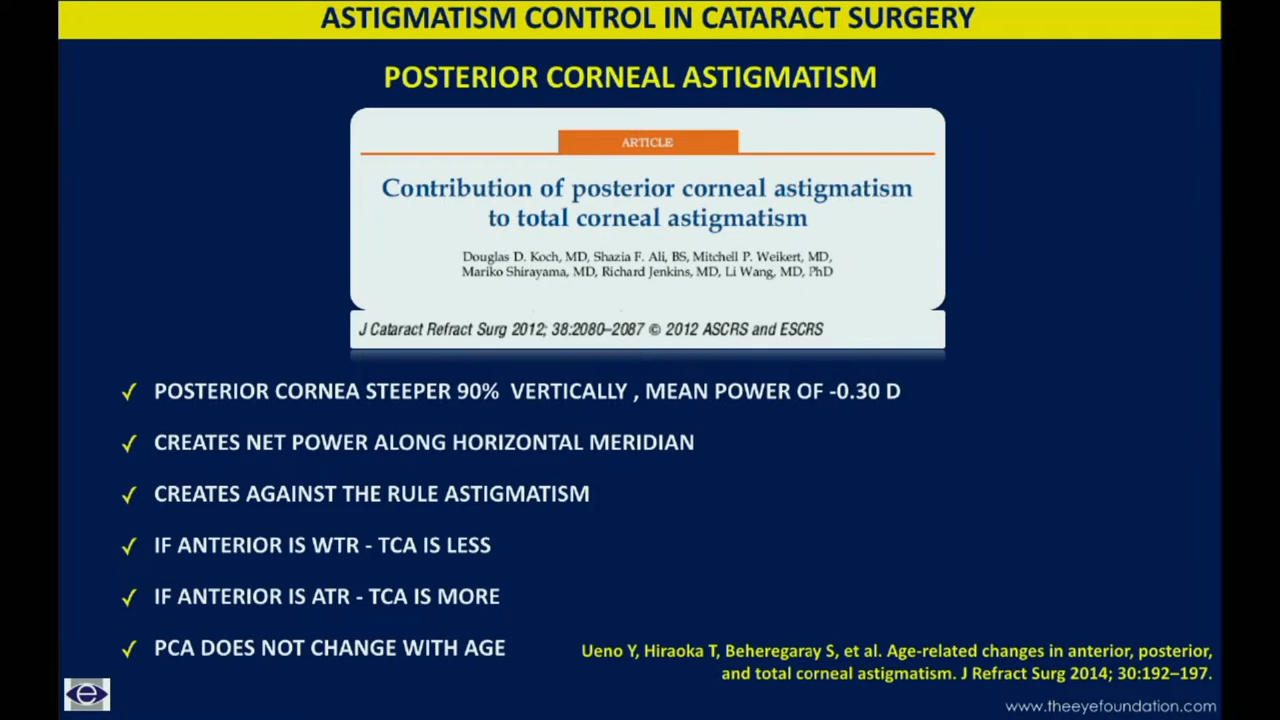 ASTIGMATISM CONTROL IN CATARACT SURGERY
POSTERIOR CORNEAL ASTIGMATISM
ARTICLE
Contribution of posterior corneal astigmatism
to total corneal astigmatism
Douglas D. Koch, MD, Shazia F. Ali, BS, Mitchell P. Weikert, MD,
Mariko Shirayama, MD, Richard Jenkins, MD, Li Wang, MD, PhD
J Cataract Refract Surg 2012; 38:2080–2087 © 2012 ASCRS and ESCRS
✓ POSTERIOR CORNEA STEEPER 90% VERTICALLY , MEAN POWER OF -0.30 D
✓ CREATES NET POWER ALONG HORIZONTAL MERIDIAN
✓ CREATES AGAINST THE RULE ASTIGMATISM
✓ IF ANTERIOR IS WTR - TCA IS LESS
✓ IF ANTERIOR IS ATR - TCA IS MORE
✓ PCA DOES NOT CHANGE WITH AGE
Ueno Y, Hiraoka T, Beheregaray S, et al. Age-related changes in anterior, posterior,
and total corneal astigmatism. J Refract Surg 2014; 30:192–197.
e
www.theeyefoundation.com